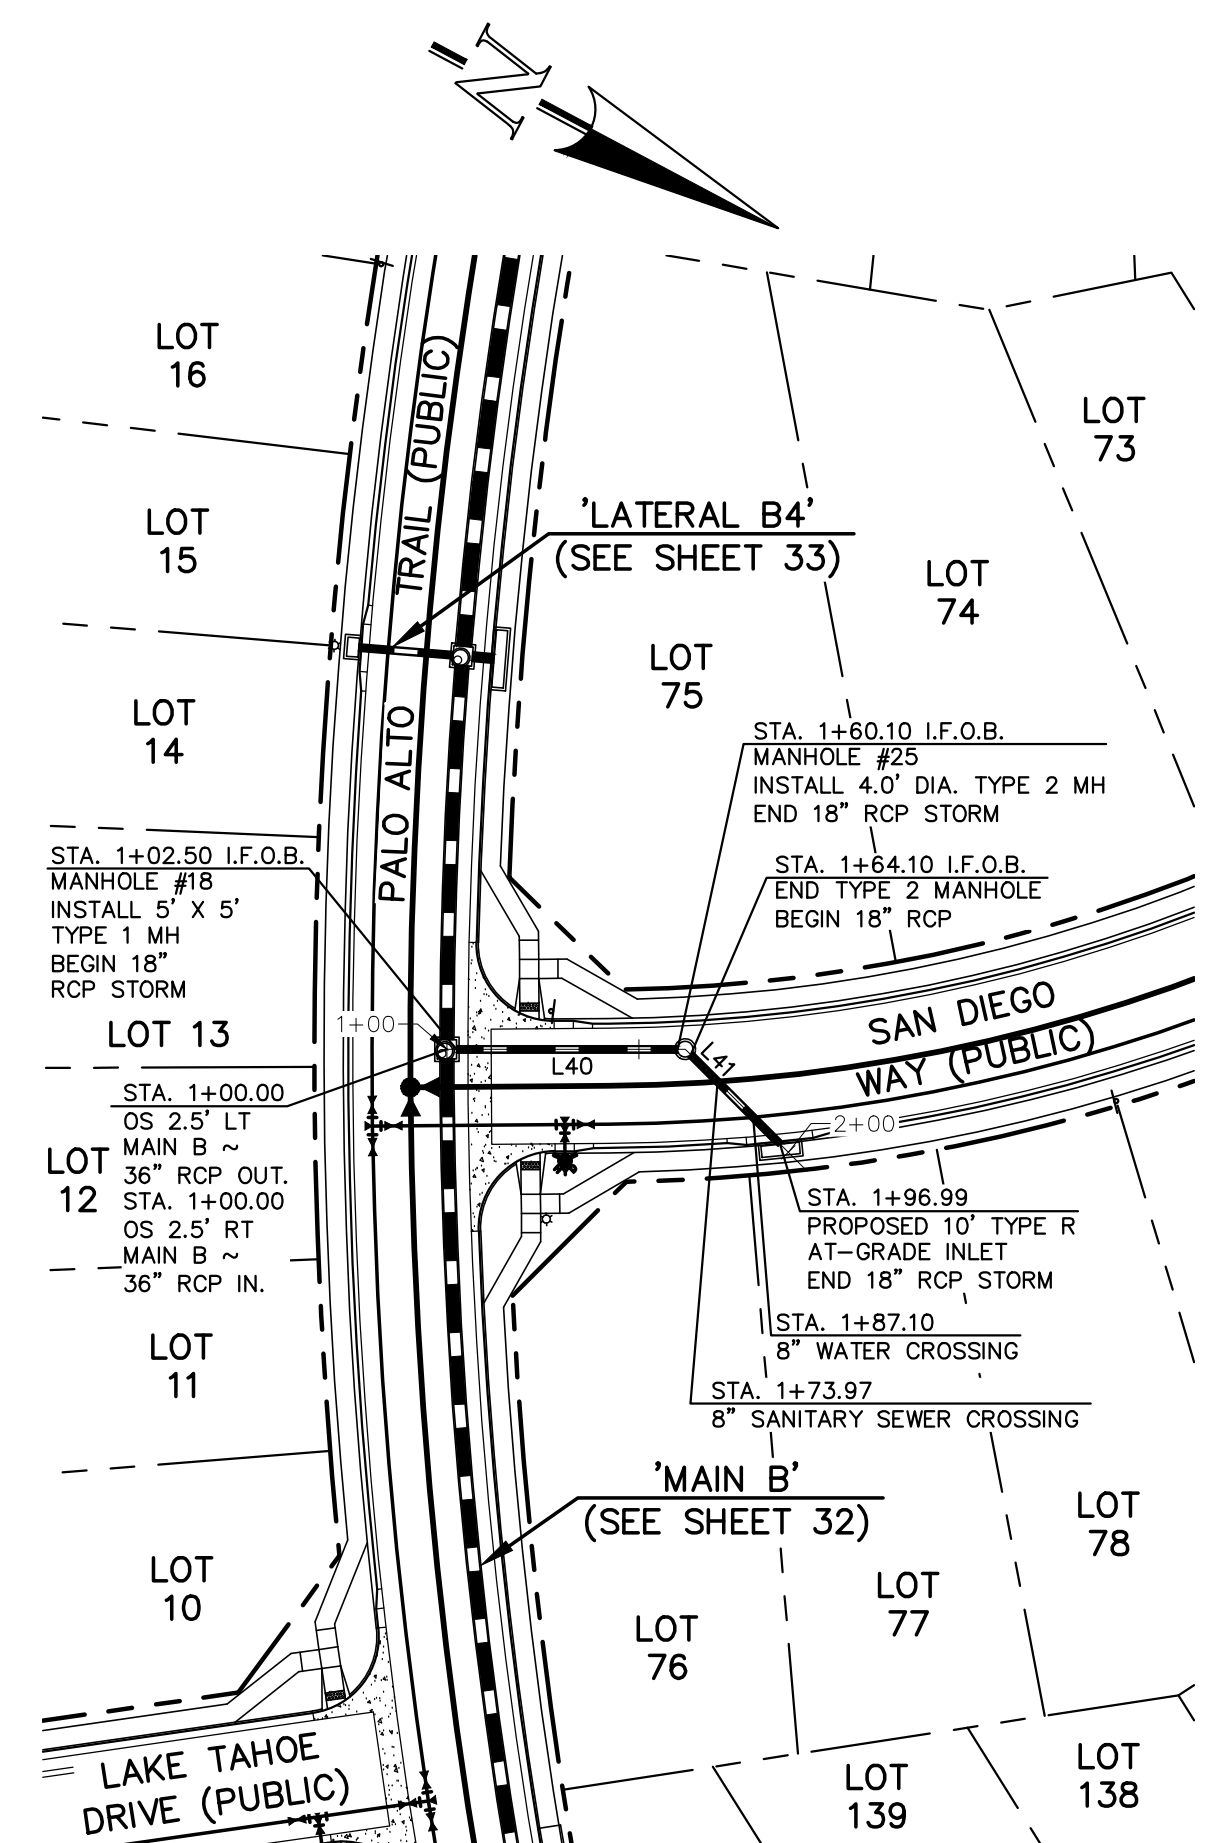 N
LOT
16
LOT
73
TRAIL (PUBLIC)
LOT
15
'LATERAL B4'
(SEE SHEET 33)
LOT
74
LOT
75
LOT
14
PALO ALTO
STA. 1+60.10 I.F.O.B.
MANHOLE #25
INSTALL 4.0' DIA. TYPE 2 MH
END 18" RCP STORM
STA. 1+02.50 I.F.O.B.
MANHOLE #18
INSTALL 5' X 5'
TYPE 1 MH
BEGIN 18"
RCP STORM
STA. 1+64.10 I.F.O.B.
END TYPE 2 MANHOLE
BEGIN 18" RCP
LOT 13
1+00
SAN DIEGO
WAY (PUBLIC)
L40
L41
2+00
STA. 1+00.00
OS 2.5' LT
MAIN B ~
36" RCP OUT.
STA. 1+00.00
OS 2.5' RT
MAIN B ~
36" RCP IN.
LOT
12
STA. 1+96.99
PROPOSED 10' TYPE R
AT-GRADE INLET
END 18" RCP STORM
STA. 1+87.10
8" WATER CROSSING
STA. 1+73.97
8" SANITARY SEWER CROSSING
LOT
11
'MAIN B'
(SEE SHEET 32)
LOT
78
LOT
10
LOT
77
LOT
76
LAKE TAHOE
DRIVE (PUBLIC)
LOT
139
LOT
138